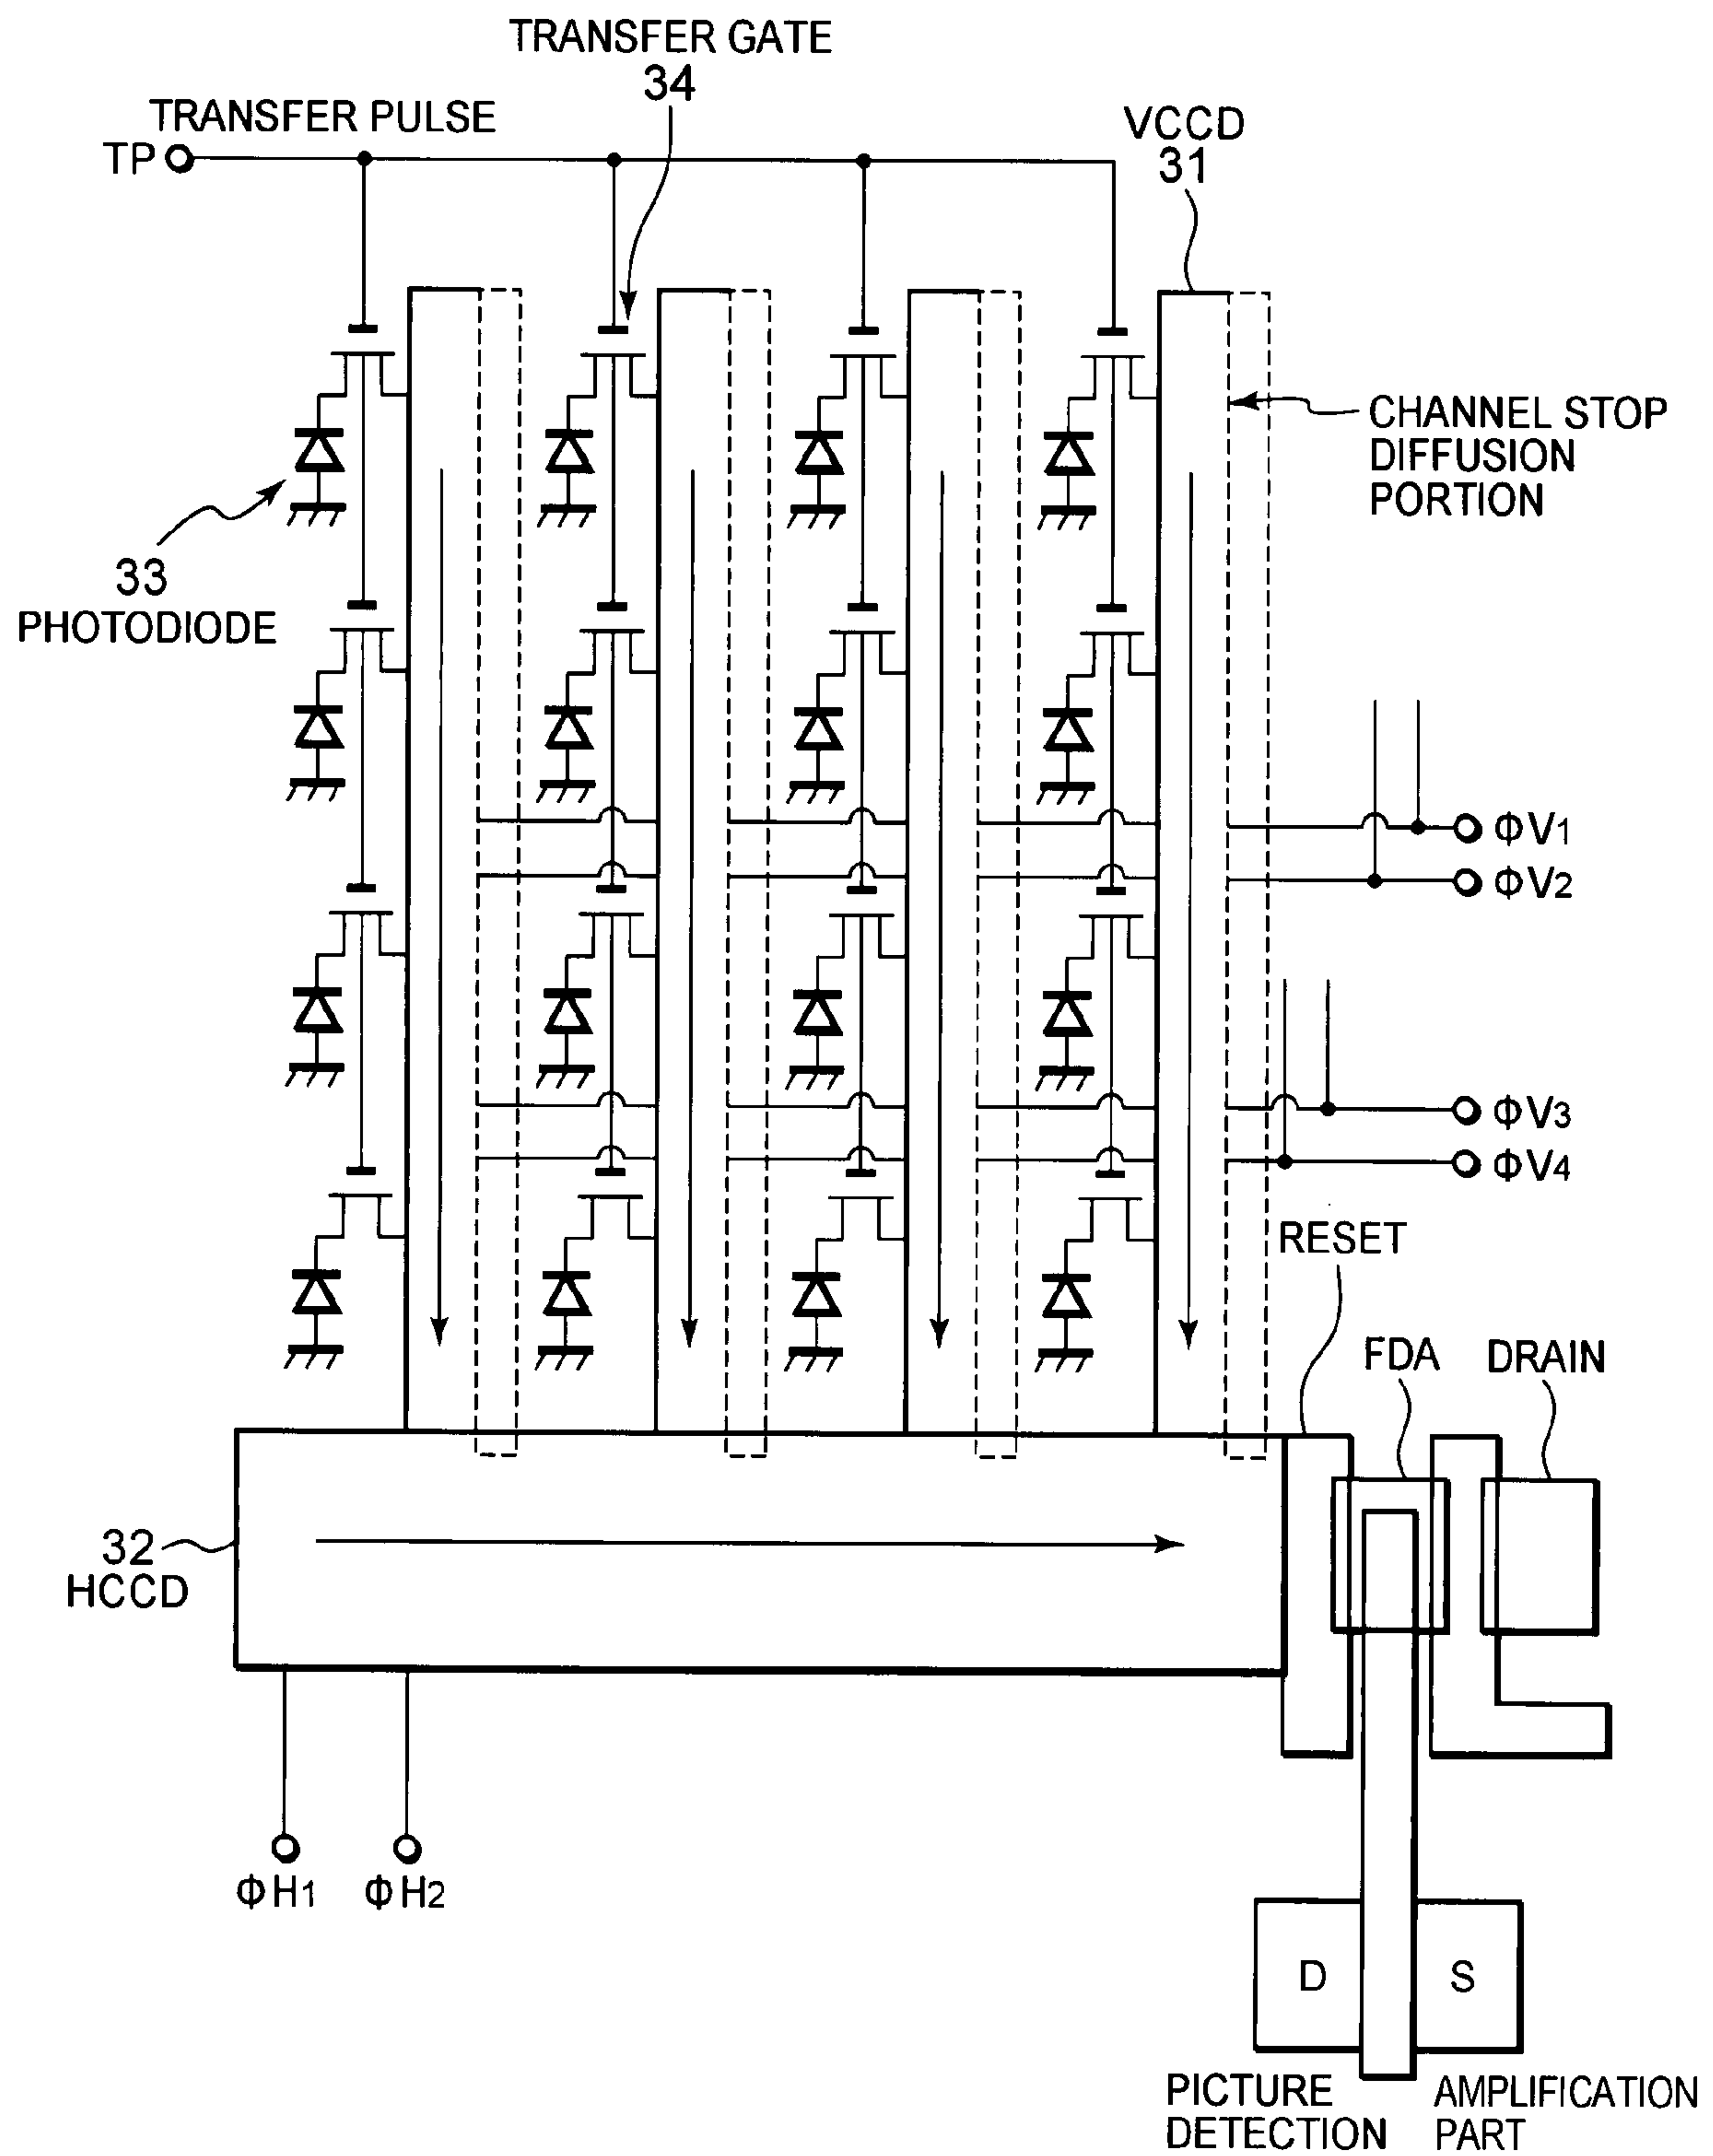 TRANSFER GATE
34
TRANSFER PULSE
TP
VCCD
31
CHANNEL STOP
DIFFUSION
PORTION
33
PHOTODIODE
ΦV1
ΦV2
ΦV3
ΦV4
RESET
FDA
DRAIN
32
HCCD
ΦH1
ΦH2
D
S
PICTURE
DETECTION
AMPLIFICATION
PART